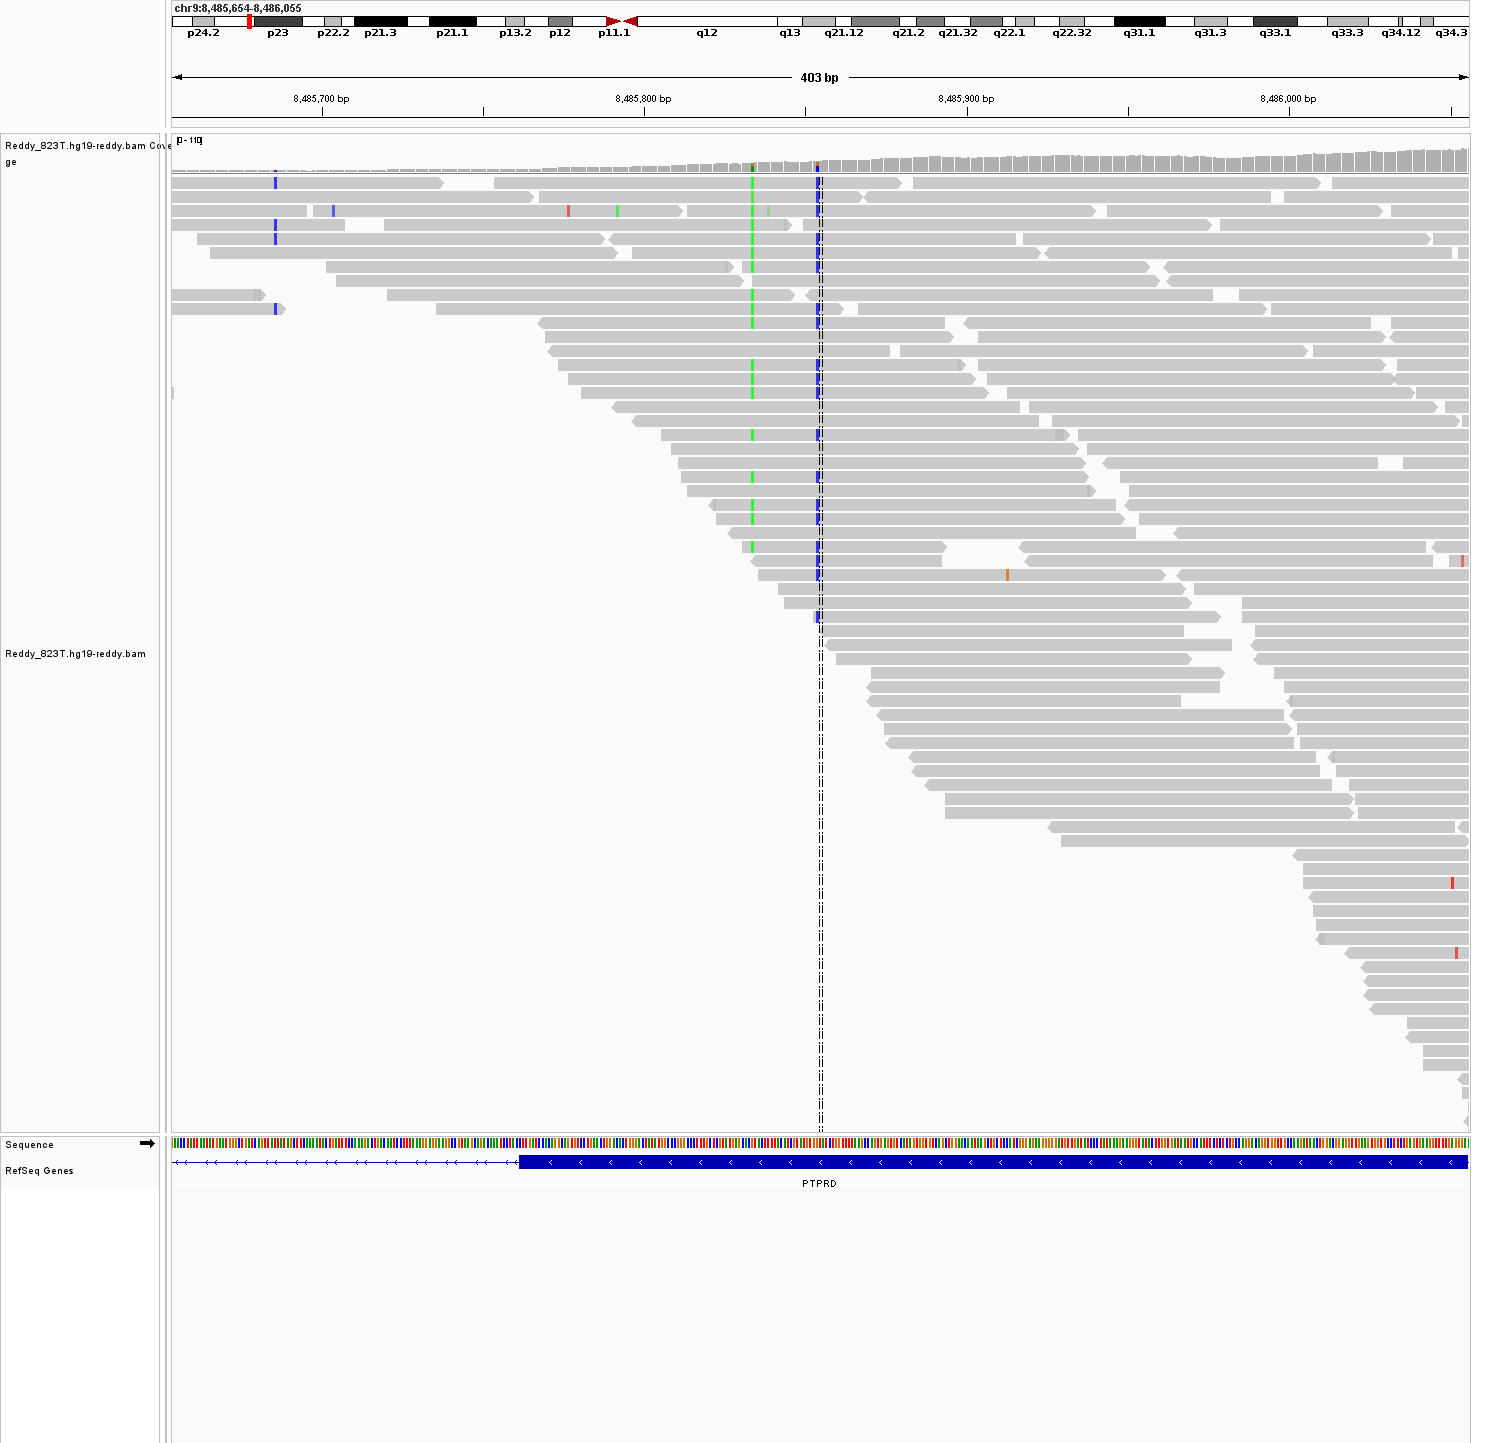 chr9:8,485,654-8,486,055
p24.2 p23 p22.2 p21.3 p21.1 p13.2 p12 p11.1 q12 q13 q21.12 q21.2 q21.32 q22.1 q22.32 q31.1 q31.3 q33.1 q33.3 q34.12 q34.3
403 bp
8,485,700 bp 8,485,800 bp 8,485,900 bp 8,486,000 bp
[0 - 110]
Reddy_823T.hg19-reddy.bam Cove
ge
Reddy_823T.hg19-reddy.bam
Sequence
RefSeq Genes
PTPRD